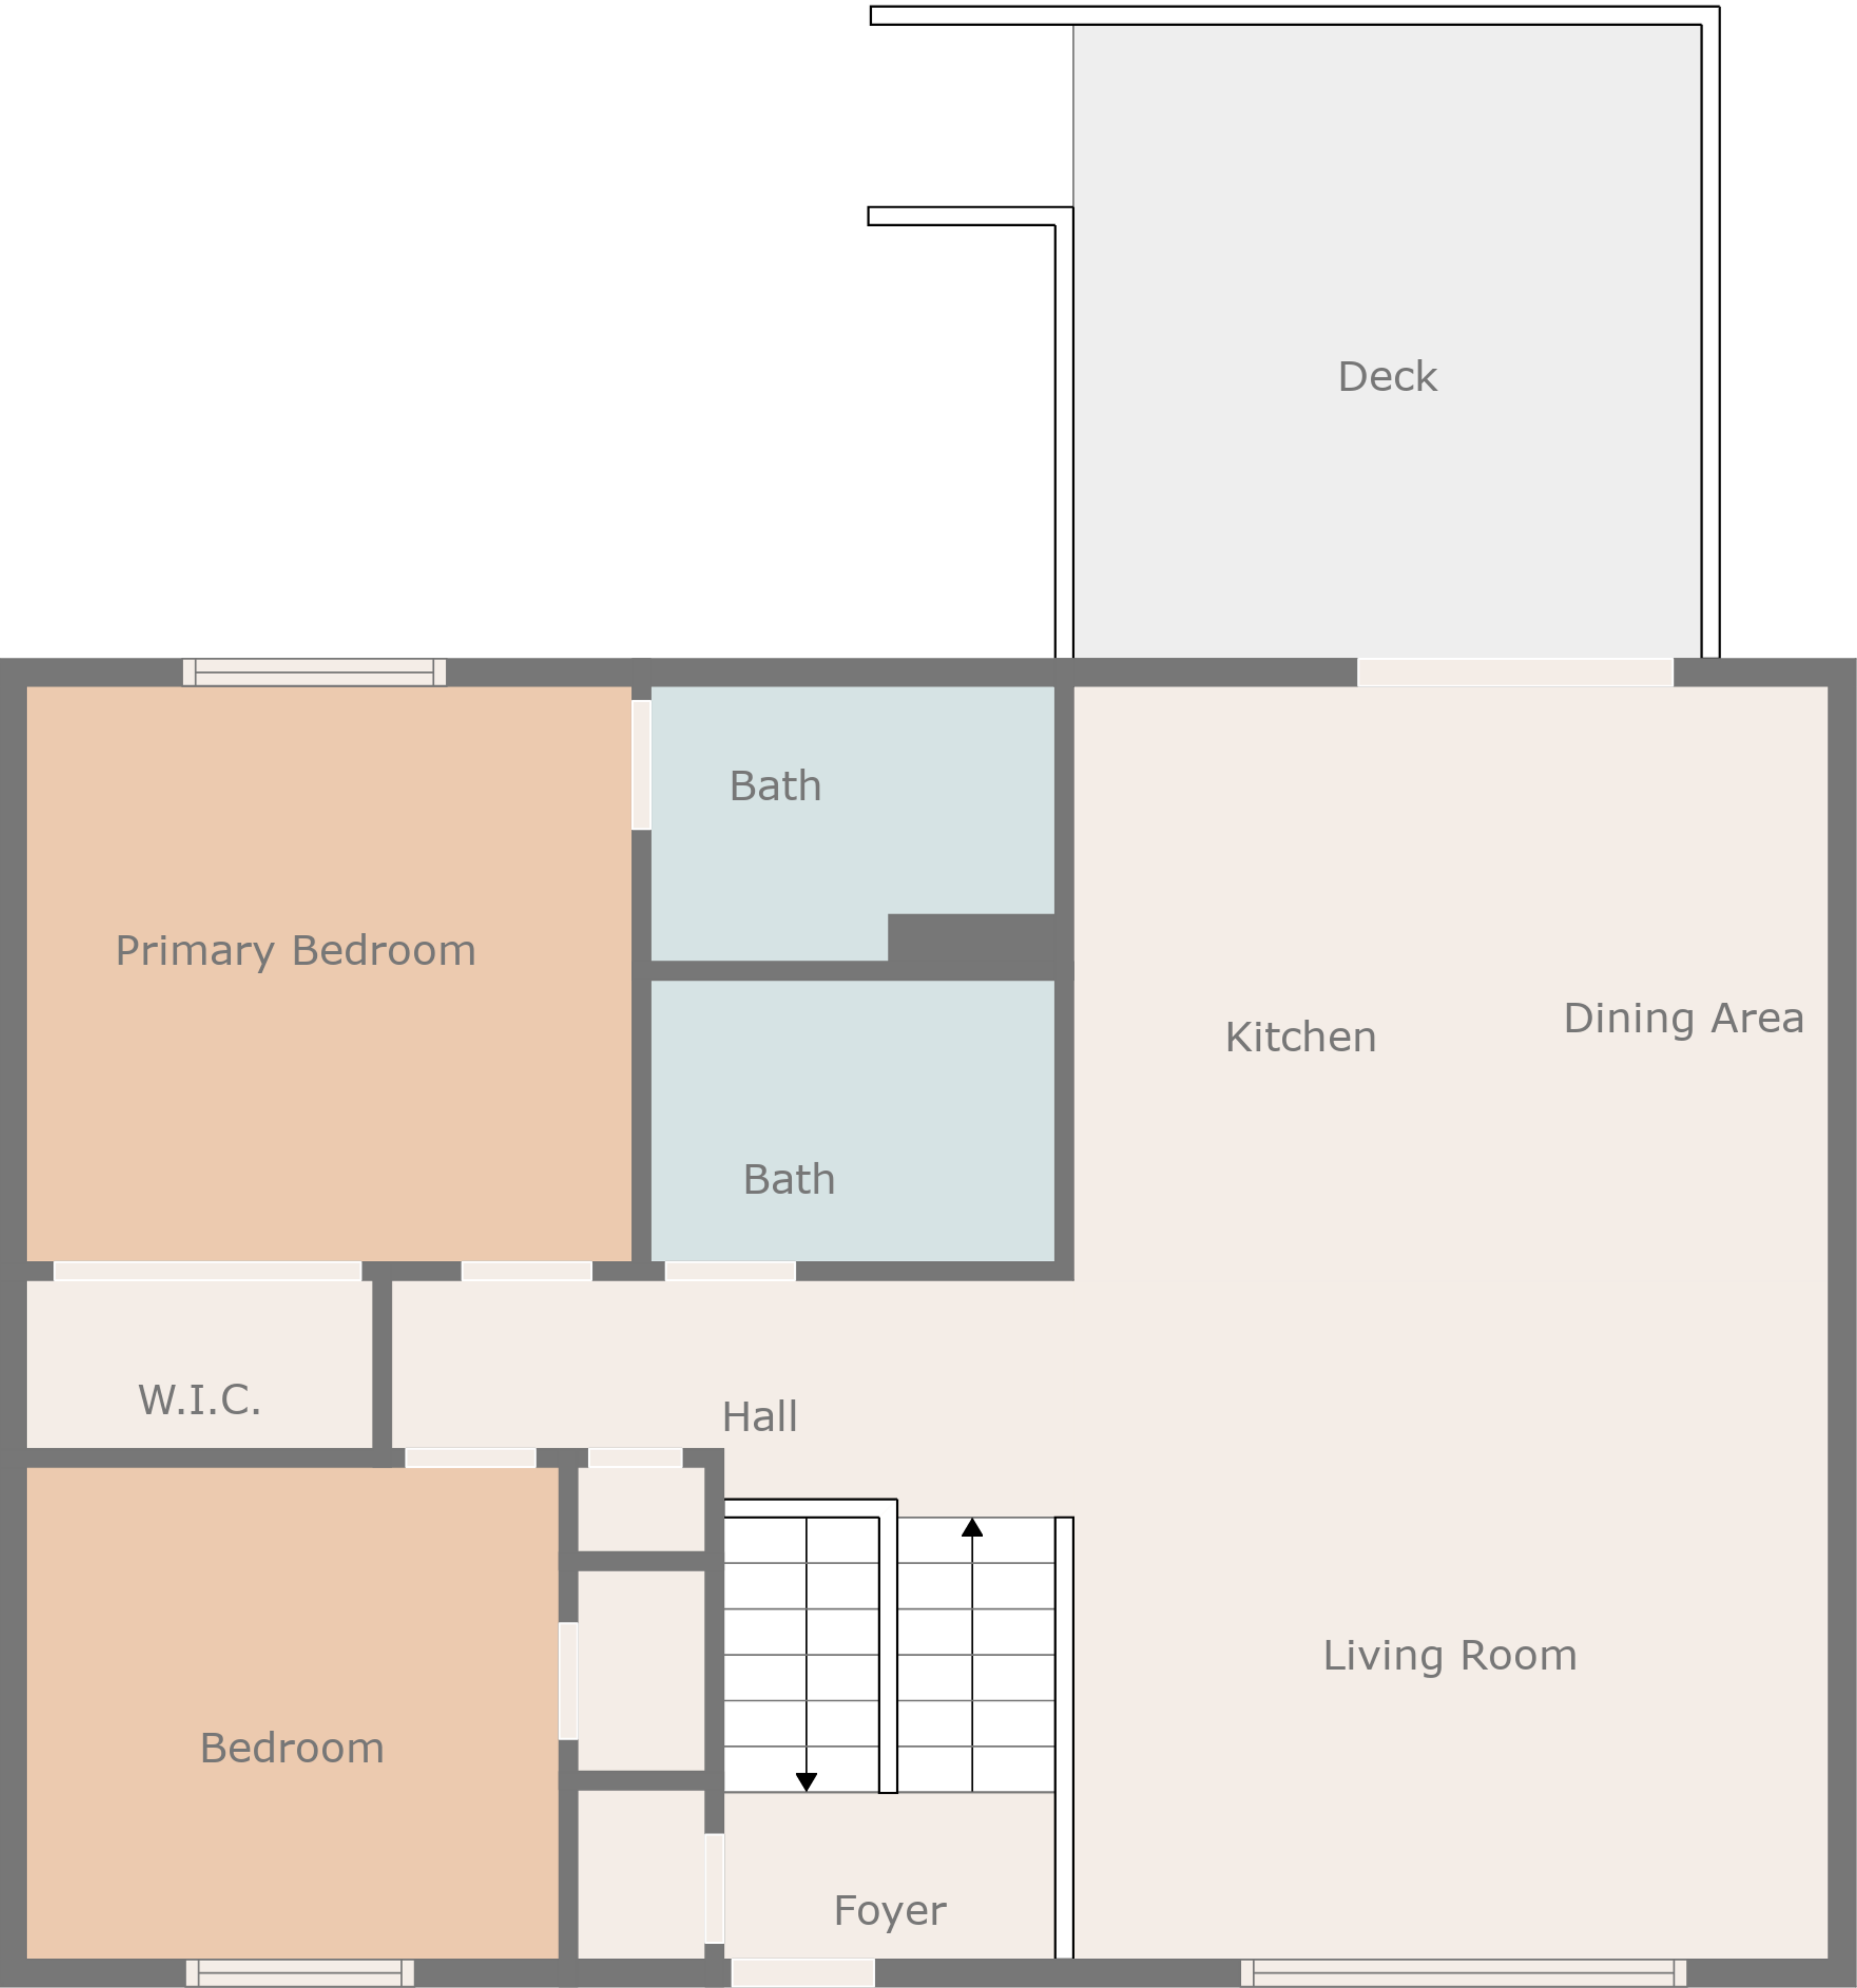 Deck
Bath
Primary Bedroom
Dining Area
Kitchen
Bath
W.I.C.
Hall
Living Room
Bedroom
Foyer